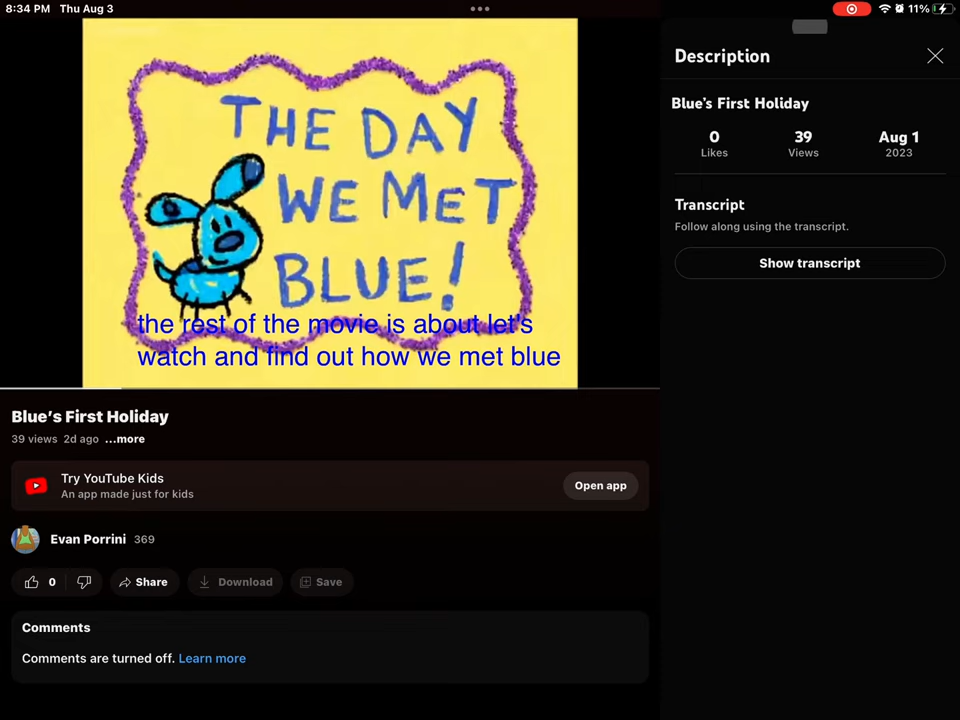 8:34 PM Thu Aug 3
11%
THE DAY
WE MET
BLUE!
the rest of the movie is about let's
watch and find out how we met blue
Description
Blue's First Holiday
0 39 Aug 1
Likes Views 2023
Transcript
Follow along using the transcript.
Show transcript
Blue's First Holiday
39 views 2d ago ...more
Try YouTube Kids
An app made just for kids
Open app
Evan Porrini 369
0 Share Download Save
Comments
Comments are turned off. Learn more